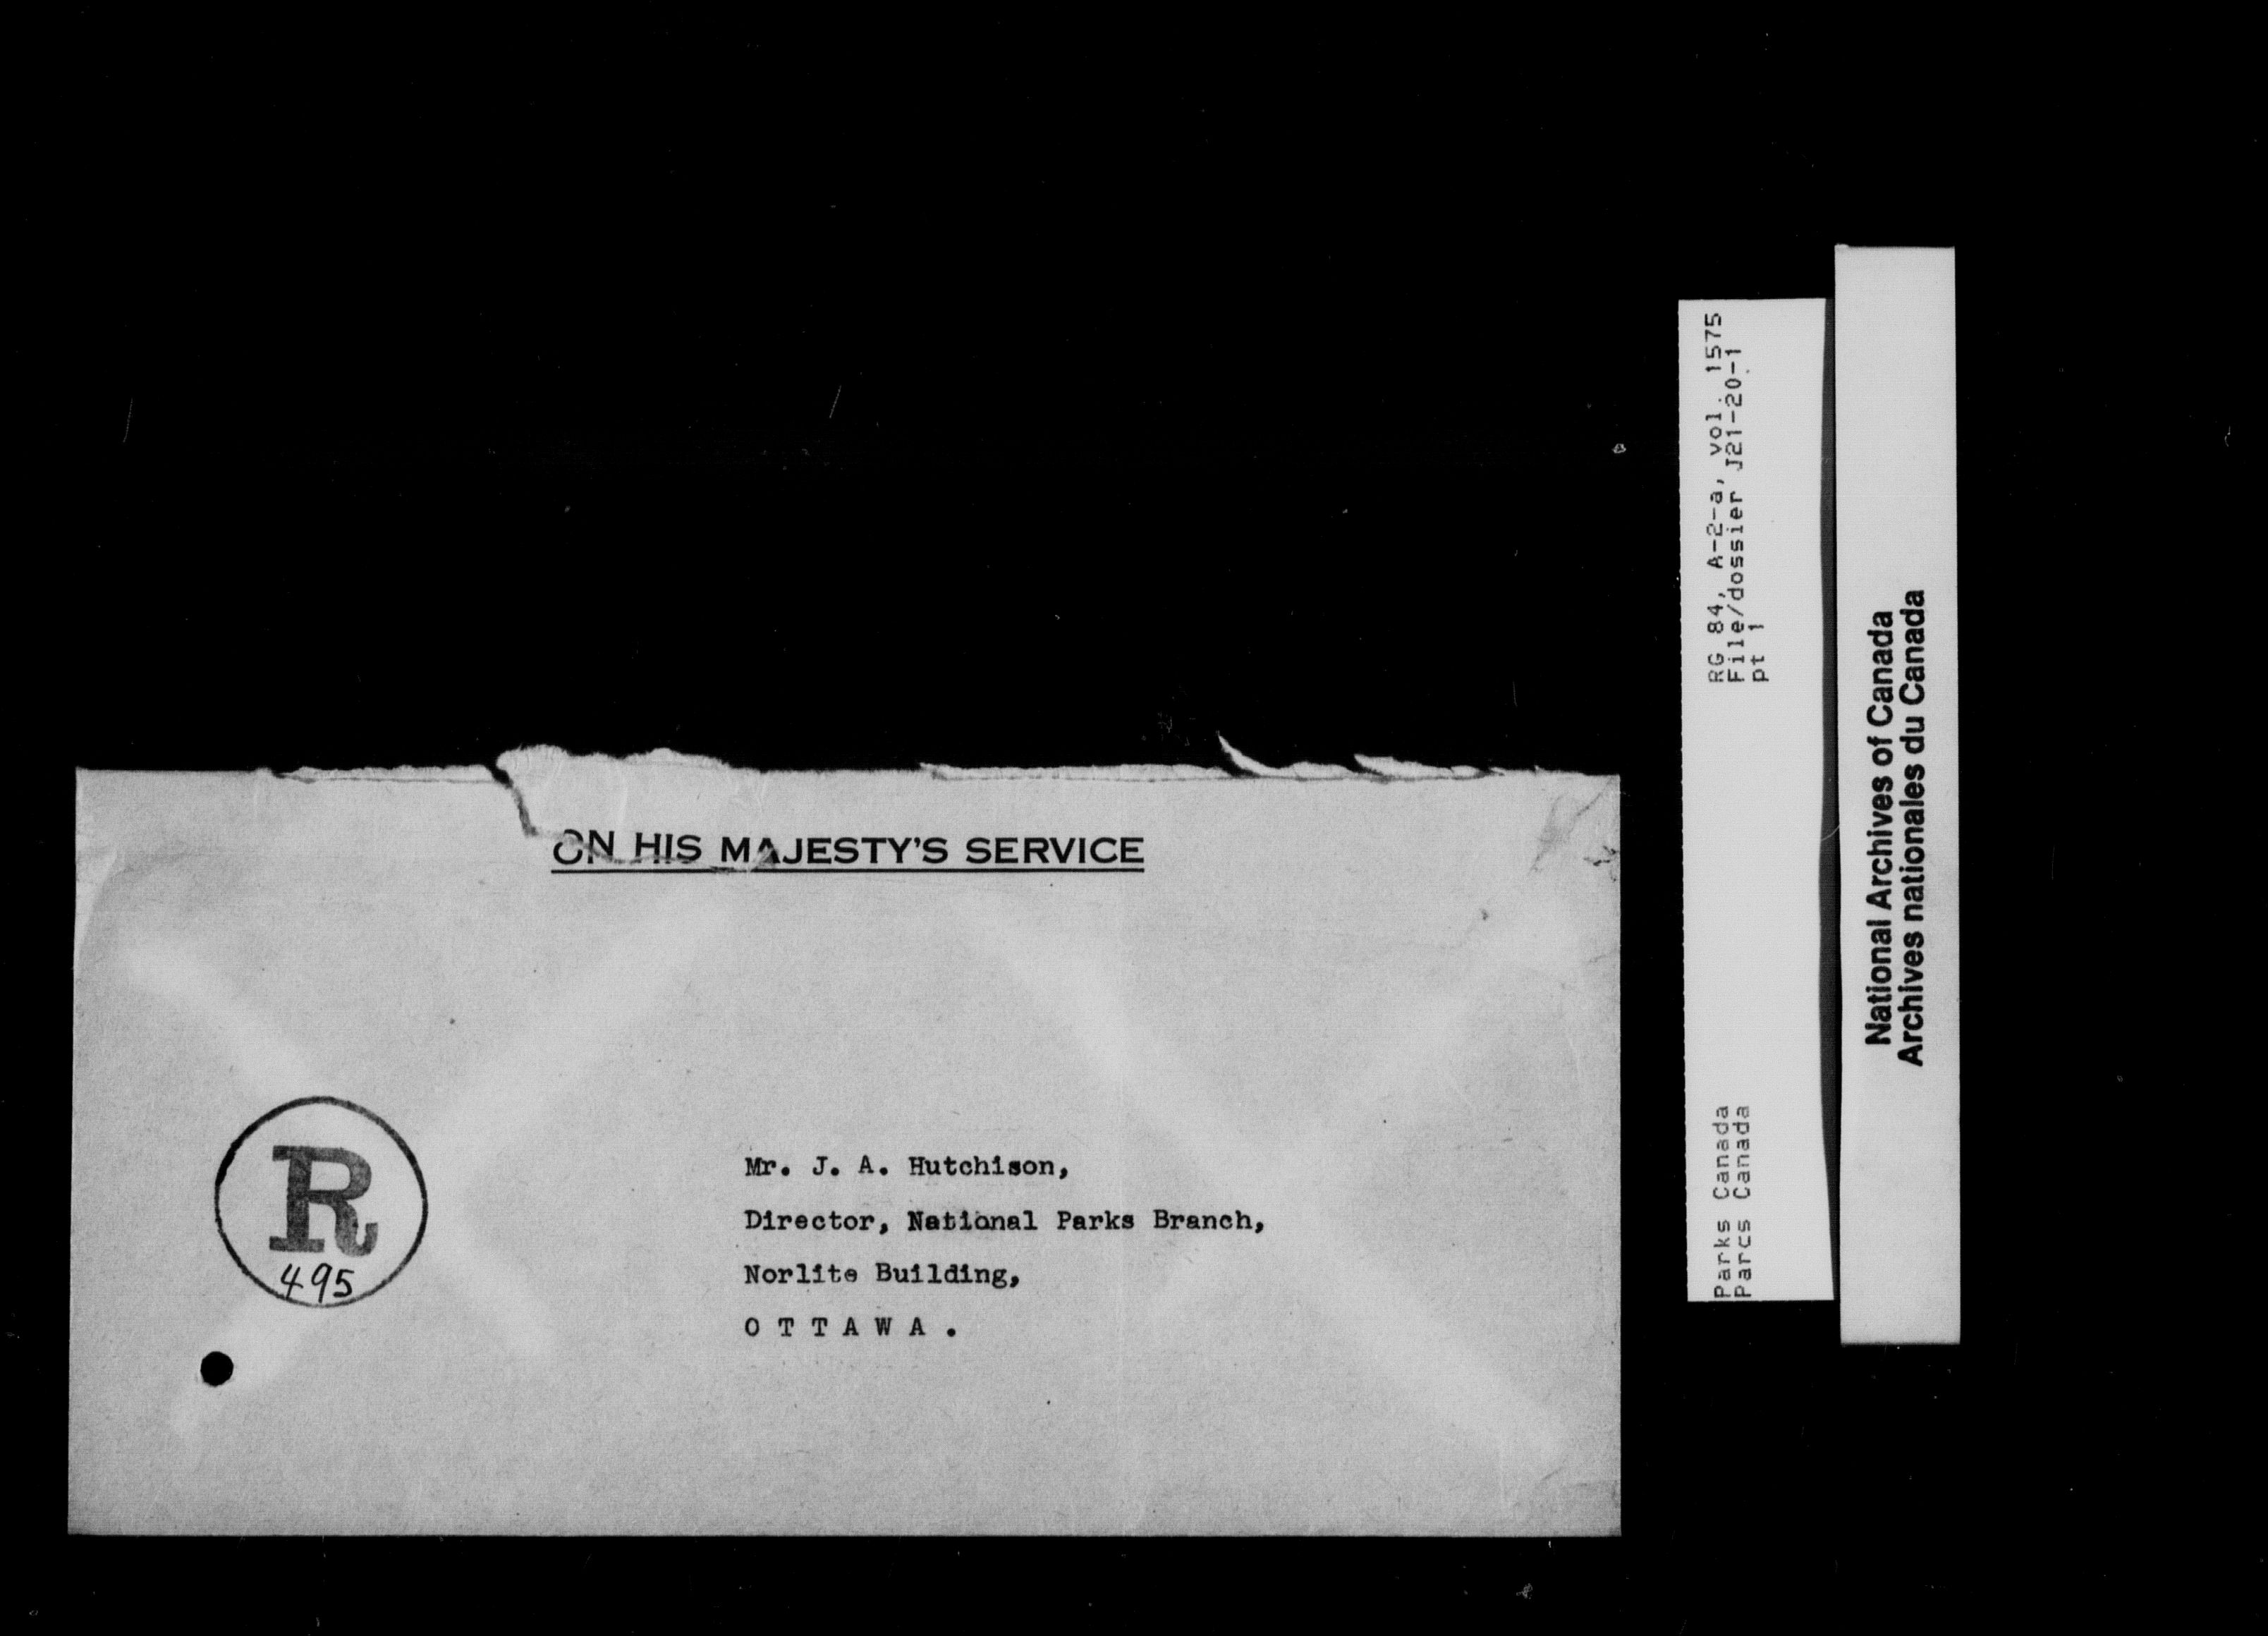 ON HIS MAJESTY'S SERVICE
R
495
Mr. J. A. Hutchison,
Director, National Parks Branch,
Norlite Building,
O T T A W A .
Parks Canada
Parcs Canada
RG 84, A-2-a, vol. 1575
File/dossier J21-20-1
pt 1
National Archives of Canada
Archives nationales du Canada